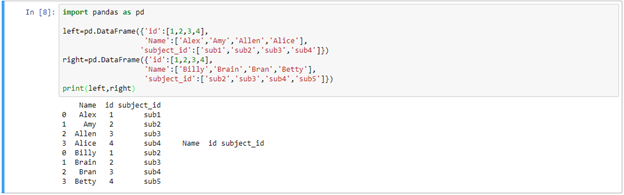 In [8]: import pandas as pd
left=pd.DataFrame({'id':[1,2,3,4],
'Name':['Alex','Amy','Allen','Alice'],
'subject_id':['sub1','sub2','sub3','sub4']})
right=pd.DataFrame({'id':[1,2,3,4],
'Name':['Billy','Brain','Bran','Betty'],
'subject_id':['sub2','sub3','sub4','sub5']})
print(left,right)
Name id subject_id
0 Alex 1 sub1
1 Amy 2 sub2
2 Allen 3 sub3
3 Alice 4 sub4 Name id subject_id
0 Billy 1 sub2
1 Brain 2 sub3
2 Bran 3 sub4
3 Betty 4 sub5